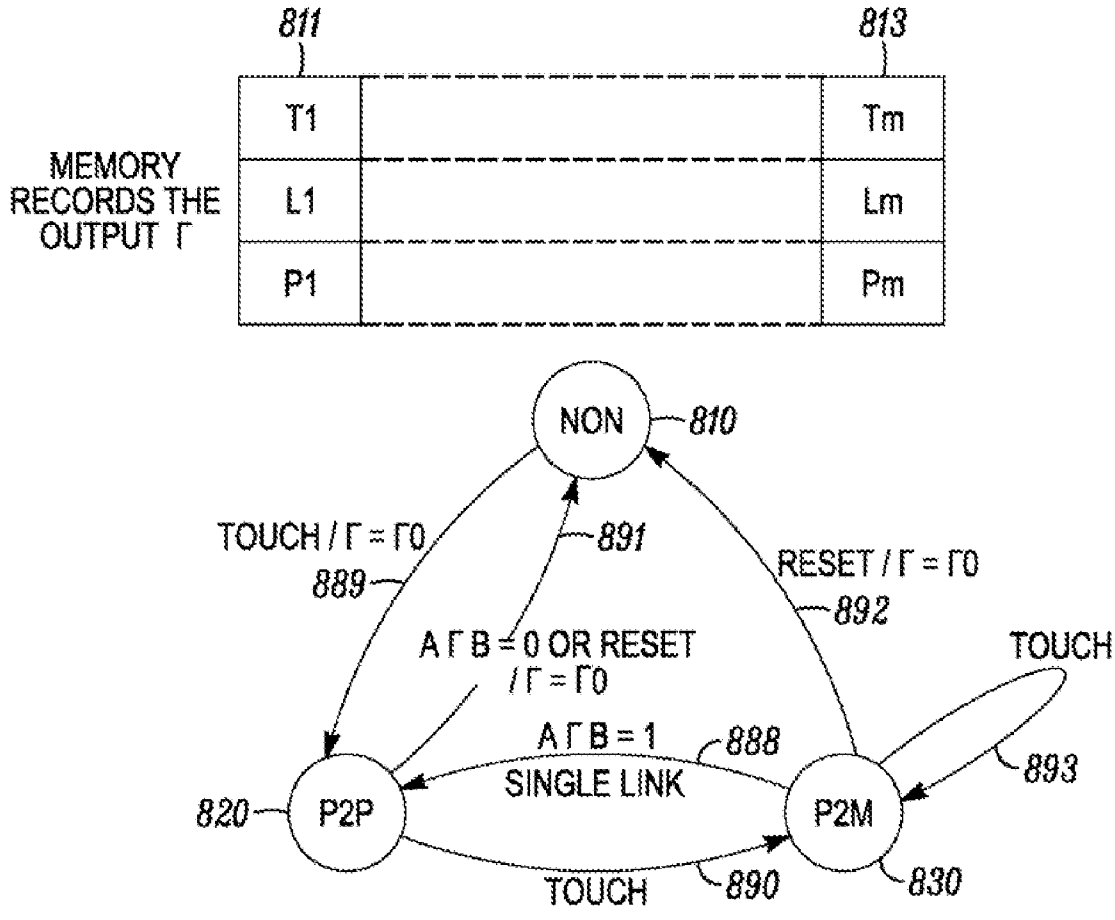 811
813
T1
Tm
MEMORY
RECORDS THE
OUTPUT Γ
L1
Lm
P1
Pm
NON
810
TOUCH / Γ = Γ0
889
891
RESET / Γ = Γ0
892
A Γ B = 0 OR RESET
/ Γ = Γ0
TOUCH
893
A Γ B = 1
888
SINGLE LINK
820
P2P
P2M
830
TOUCH
890